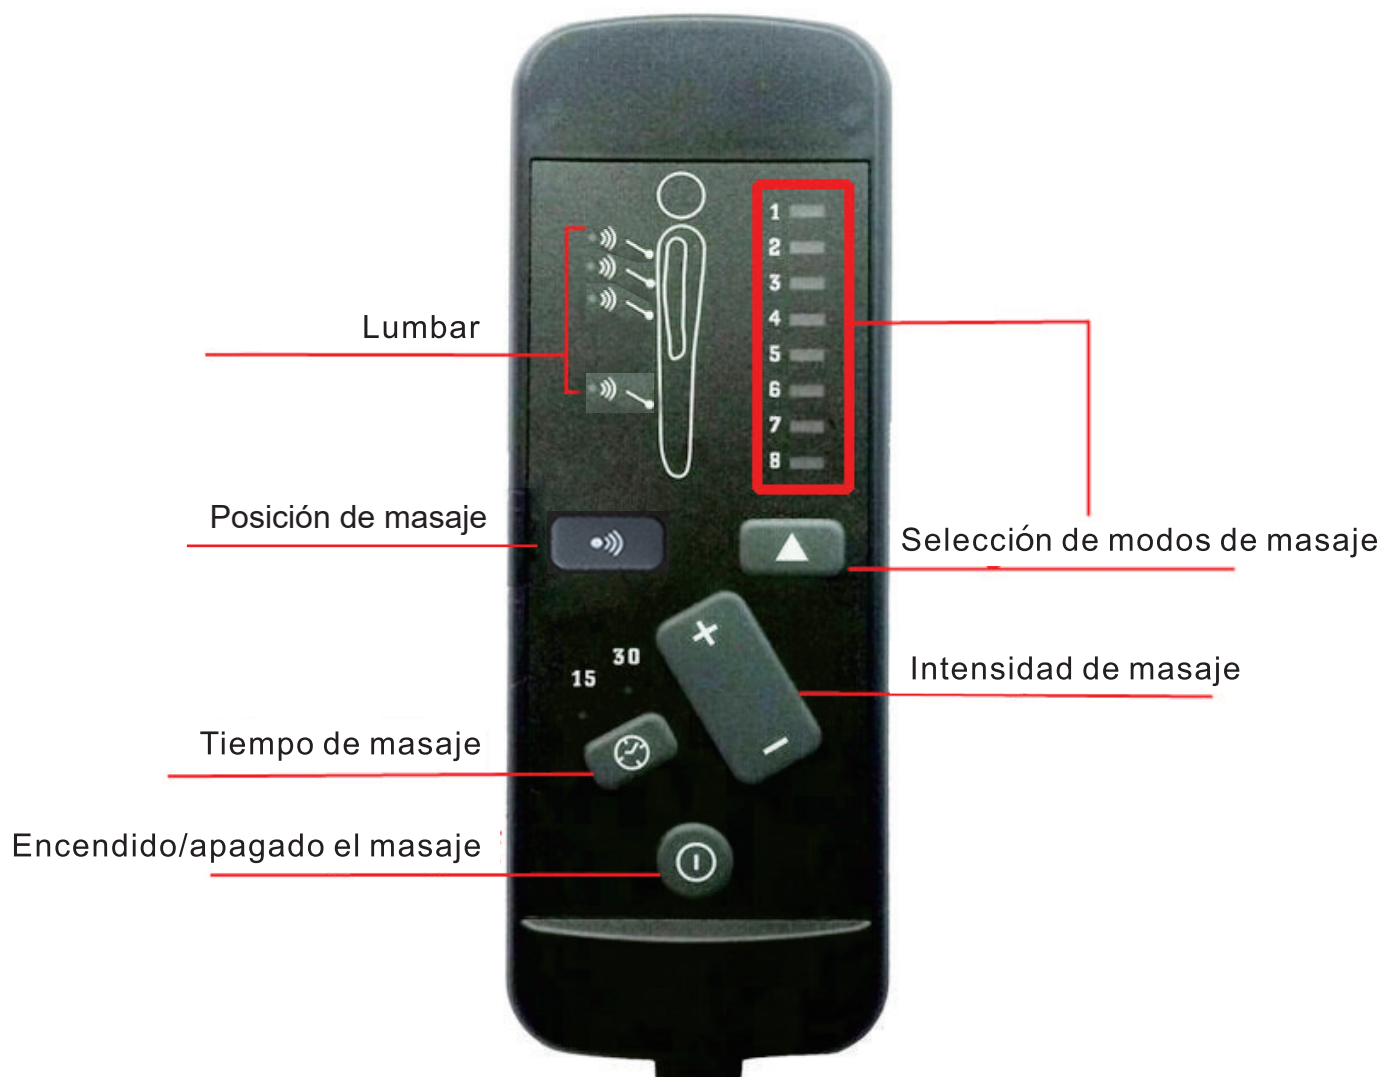 1
2
3
4
5
6
7
8
Lumbar
Posición de masaje
Selección de modos de masaje
30
15
Intensidad de masaje
Tiempo de masaje
Encendido/apagado el masaje